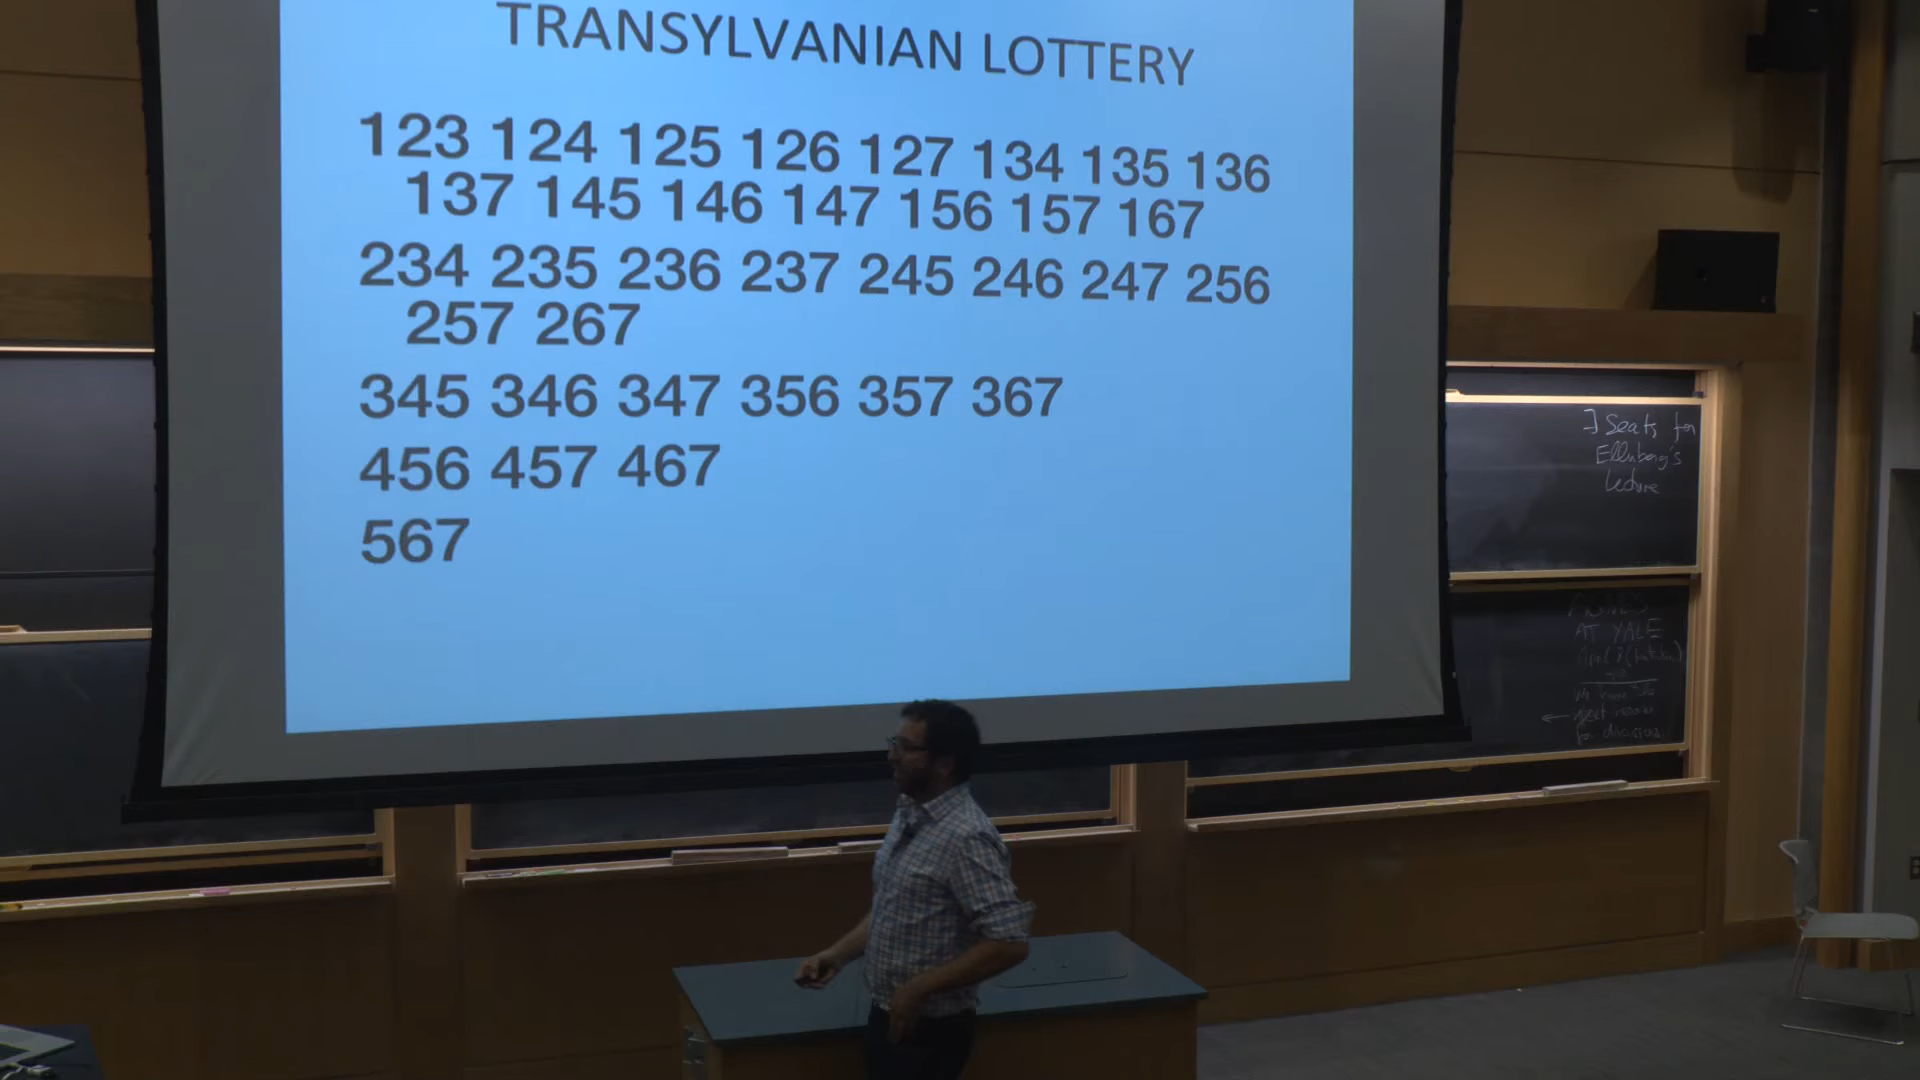 TRANSYLVANIAN LOTTERY
123 124 125 126 127 134 135 136
137 145 146 147 156 157 167
234 235 236 237 245 246 247 256
257 267
345 346 347 356 357 367
456 457 467
567
∃ Seats for
Ellenberg's
Lecture
AT YALE
for discussion